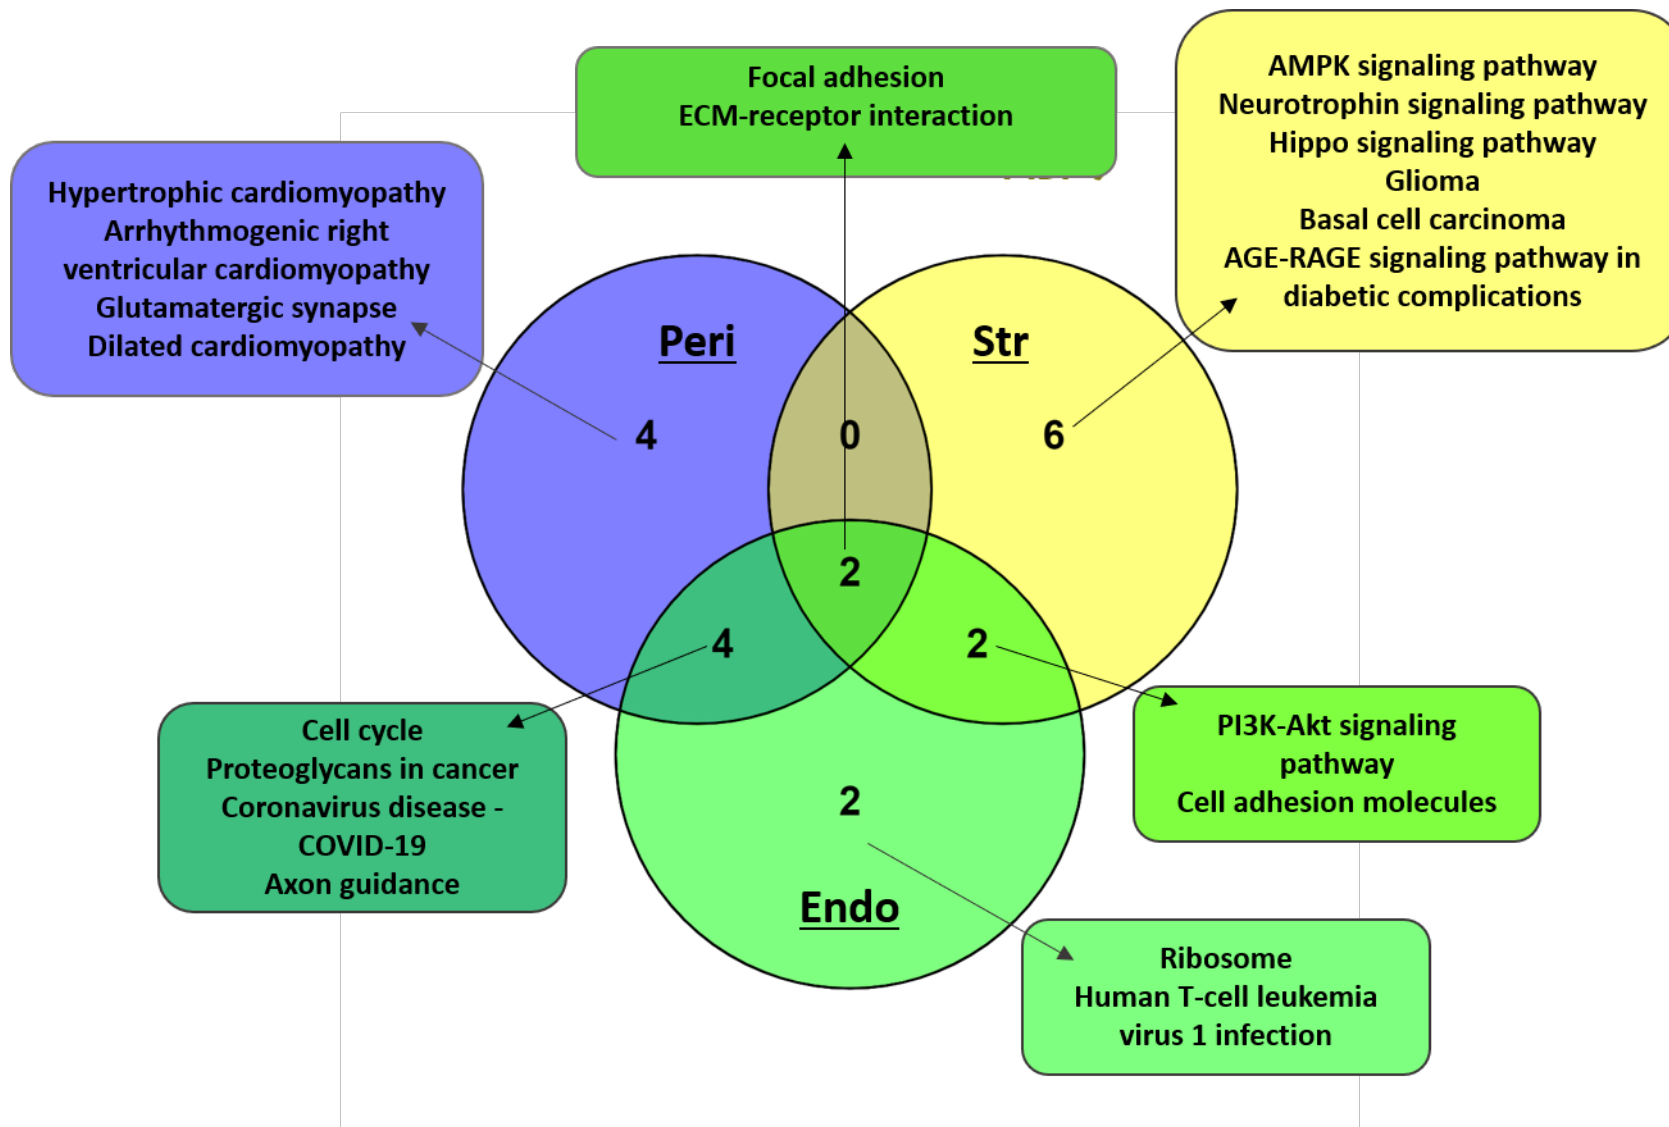 Focal adhesion
ECM-receptor interaction
AMPK signaling pathway
Neurotrophin signaling pathway
Hippo signaling pathway
Glioma
Basal cell carcinoma
AGE-RAGE signaling pathway in
diabetic complications
Hypertrophic cardiomyopathy
Arrhythmogenic right
ventricular cardiomyopathy
Glutamatergic synapse
Dilated cardiomyopathy
Peri
Str
4
0
6
2
4
2
Cell cycle
Proteoglycans in cancer
Coronavirus disease -
COVID-19
Axon guidance
PI3K-Akt signaling
pathway
Cell adhesion molecules
2
Endo
Ribosome
Human T-cell leukemia
virus 1 infection